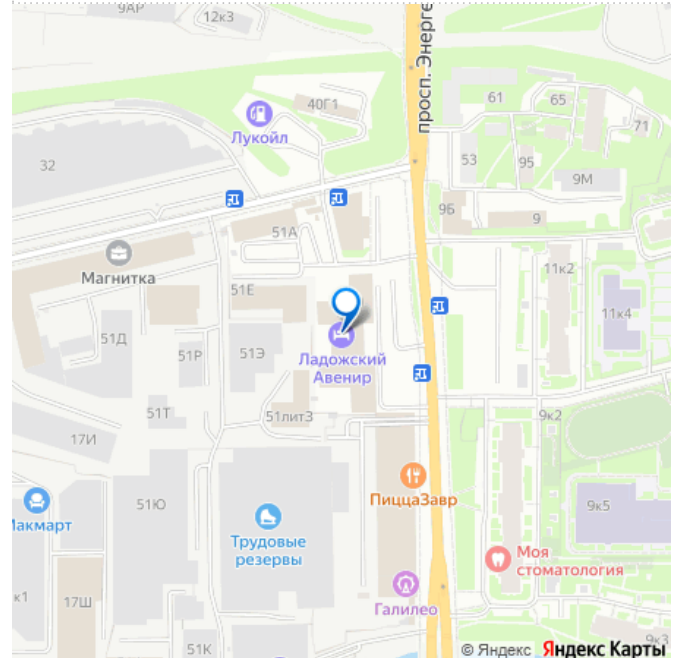 9АР
12к3
просп. Энерге
40Г1
Лукойл
61
65
71
32
53
95
9М
9Б
9
51А
Магнитка
11к2
51Е
11к4
51Д
51Р
51Э
Ладожский
Авенир
51Т
51лит3
9к2
17И
ПиццаЗавр
51Ю
9к5
Макмарт
Трудовые
резервы
Моя
стоматология
к1
17Ш
Галилео
51К
9к3
© Яндекс Яндекс Карты